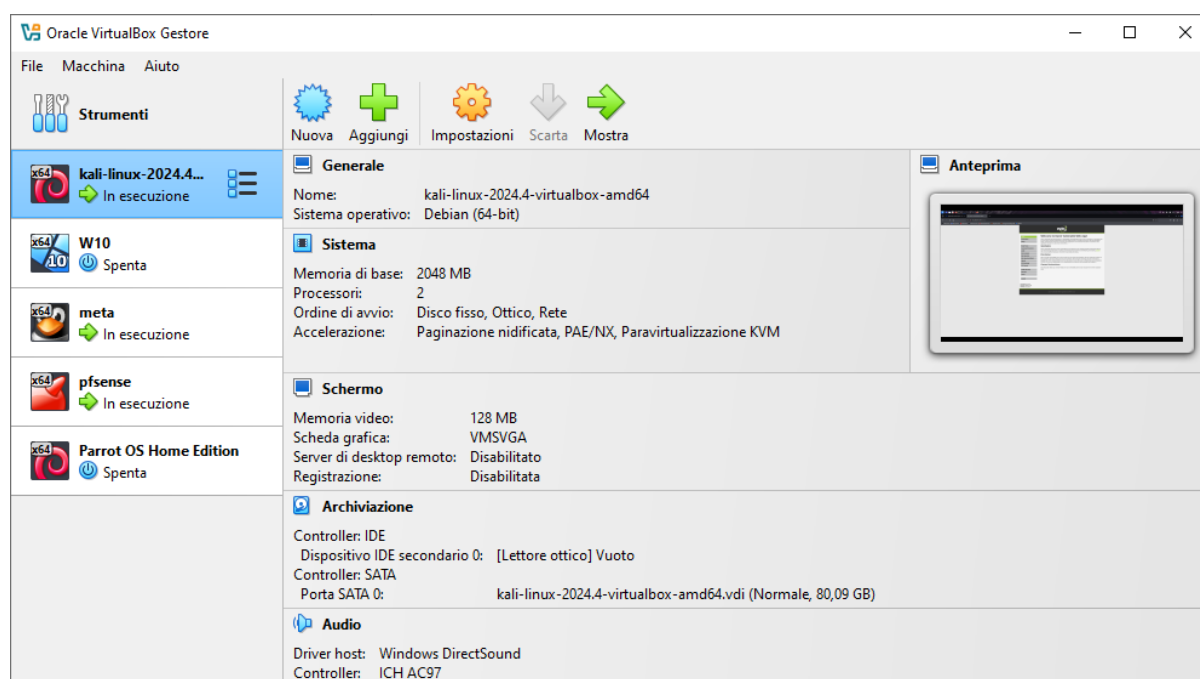 Oracle VirtualBox Gestore
File Macchina Aiuto
Strumenti
Nuova Aggiungi Impostazioni Scarta Mostra
x64 kali-linux-2024.4...
In esecuzione
x64 10 W10
Spenta
x64 meta
In esecuzione
x64 pfsense
In esecuzione
x64 Parrot OS Home Edition
Spenta
Generale
Nome: kali-linux-2024.4-virtualbox-amd64
Sistema operativo: Debian (64-bit)
Sistema
Memoria di base: 2048 MB
Processori: 2
Ordine di avvio: Disco fisso, Ottico, Rete
Accelerazione: Paginazione nidificata, PAE/NX, Paravirtualizzazione KVM
Anteprima
Schermo
Memoria video: 128 MB
Scheda grafica: VMSVGA
Server di desktop remoto: Disabilitato
Registrazione: Disabilitata
Archiviazione
Controller: IDE
Dispositivo IDE secondario 0: [Lettore ottico] Vuoto
Controller: SATA
Porta SATA 0: kali-linux-2024.4-virtualbox-amd64.vdi (Normale, 80,09 GB)
Audio
Driver host: Windows DirectSound
Controller: ICH AC97